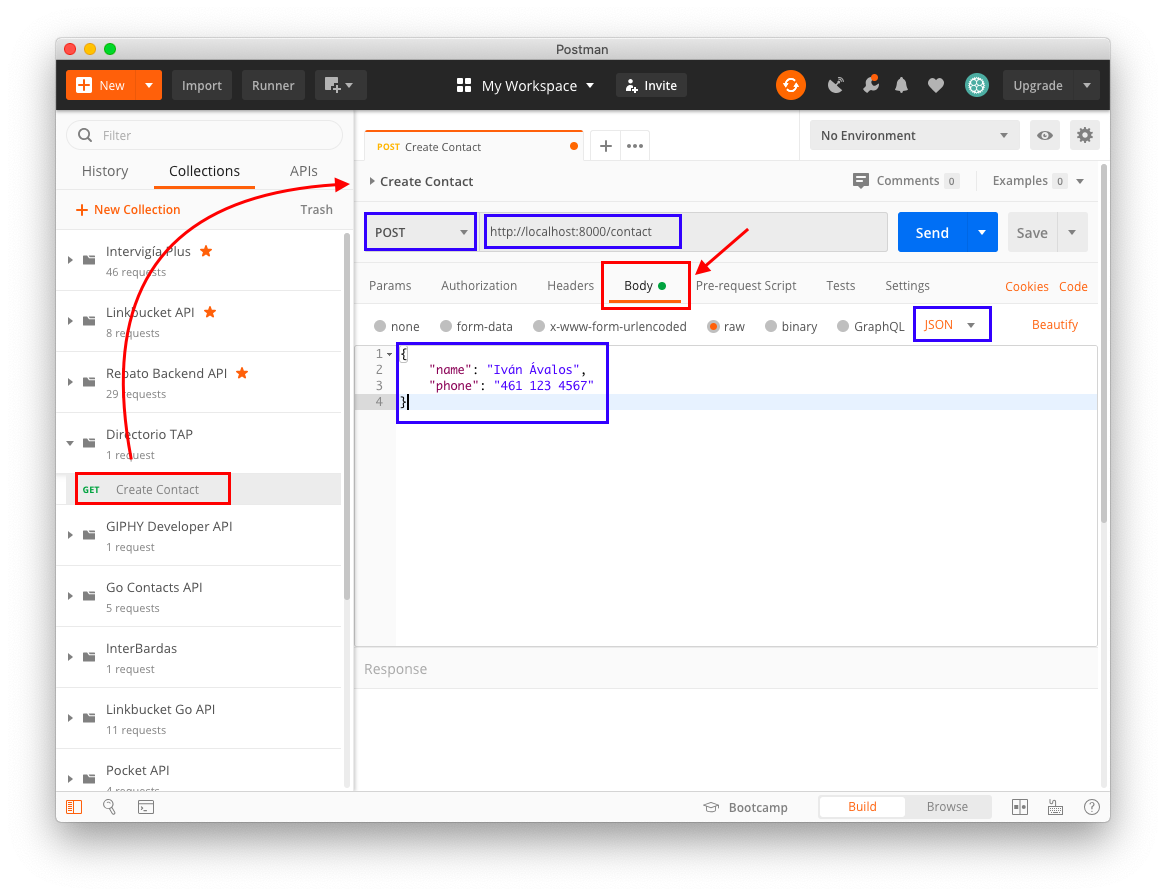 Postman
New
Import
Runner
My Workspace
Invite
Upgrade
Filter
History
Collections
APIs
New Collection
Trash
Intervigía Plus
46 requests
Linkbucket API
8 requests
Rebato Backend API
29 requests
Directorio TAP
1 request
GET Create Contact
GIPHY Developer API
1 request
Go Contacts API
5 requests
InterBardas
1 request
Linkbucket Go API
11 requests
Pocket API
4 requests
POST Create Contact
No Environment
Create Contact
Comments 0
Examples 0
POST
http://localhost:8000/contact
Send
Save
Params
Authorization
Headers
Body
Pre-request Script
Tests
Settings
Cookies
Code
none
form-data
x-www-form-urlencoded
raw
binary
GraphQL
JSON
Beautify
1 {
2 "name": "Iván Ávalos",
3 "phone": "461 123 4567"
4 }
Response
Bootcamp
Build
Browse